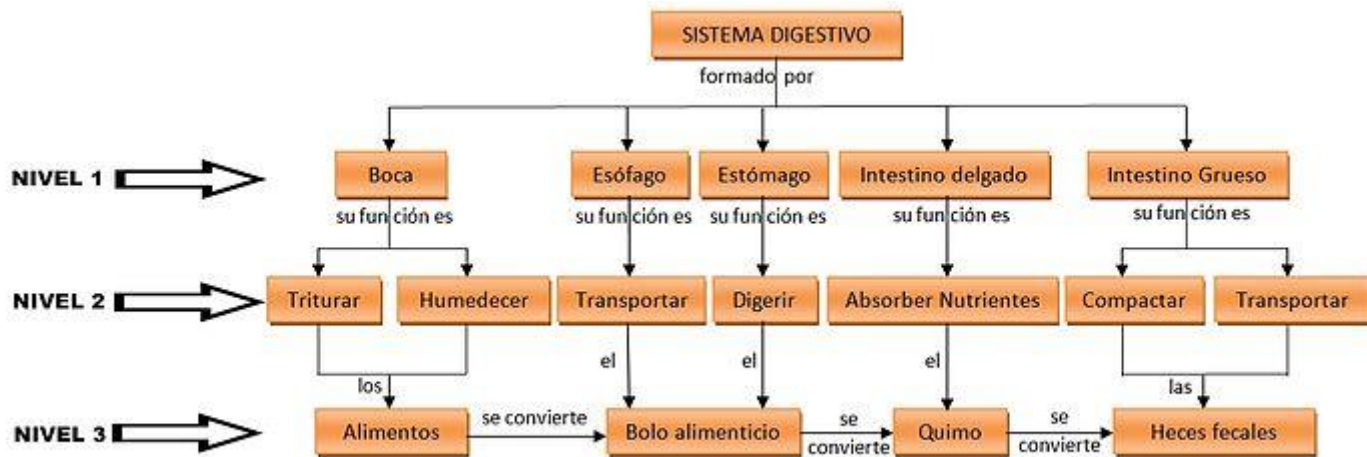 SISTEMA DIGESTIVO
formado por
NIVEL 1
Boca
Esófago
Estómago
Intestino delgado
Intestino Grueso
su función es
su función es
su función es
su función es
su función es
NIVEL 2
Triturar
Humedecer
Transportar
Digerir
Absorber Nutrientes
Compactar
Transportar
los
el
el
el
las
NIVEL 3
Alimentos
se convierte
Bolo alimenticio
se
convierte
Quimo
se
convierte
Heces fecales